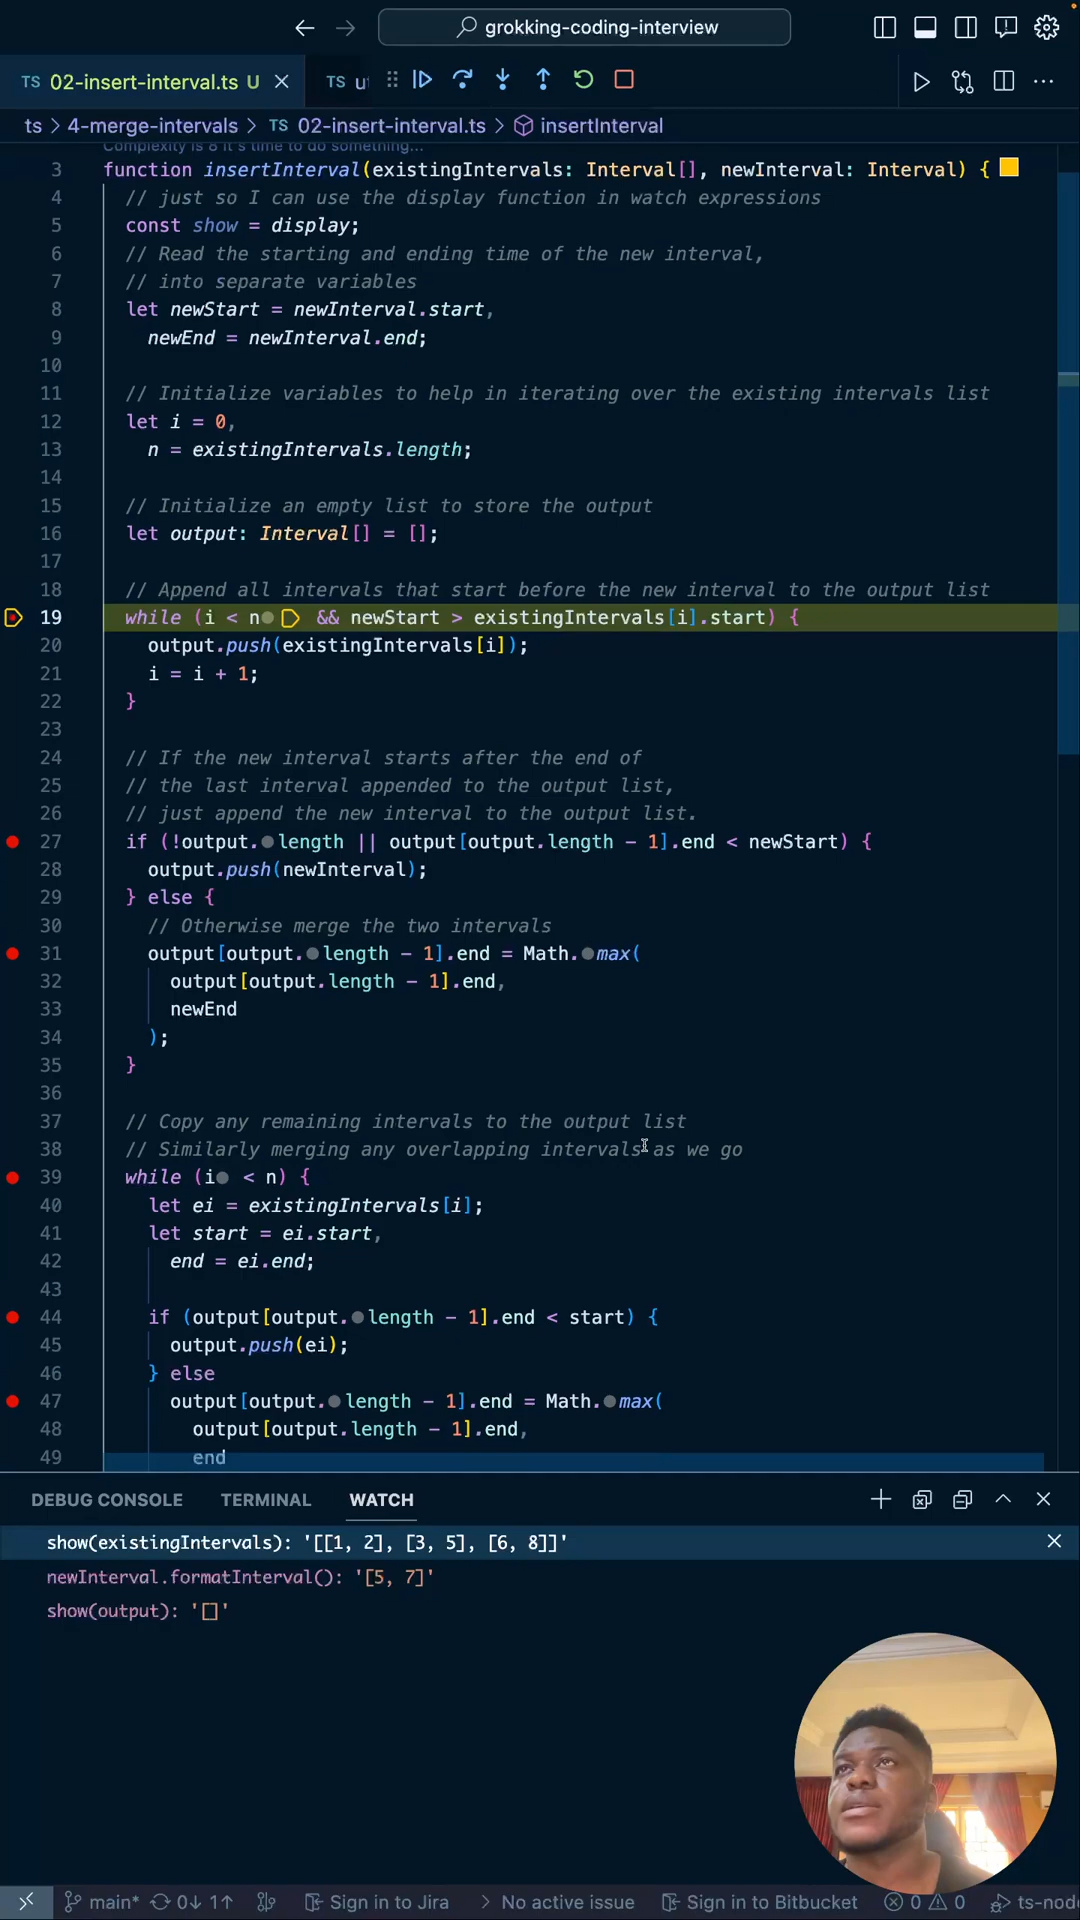 grokking-coding-interview
TS 02-insert-interval.ts U TS
ts > 4-merge-intervals > TS 02-insert-interval.ts > insertInterval
Complexity is 8 it's time to do something...
3 function insertInterval(existingIntervals: Interval[], newInterval: Interval) {
4 // just so I can use the display function in watch expressions
5 const show = display;
6 // Read the starting and ending time of the new interval,
7 // into separate variables
8 let newStart = newInterval.start,
9 newEnd = newInterval.end;
10
11 // Initialize variables to help in iterating over the existing intervals list
12 let i = 0,
13 n = existingIntervals.length;
14
15 // Initialize an empty list to store the output
16 let output: Interval[] = [];
17
18 // Append all intervals that start before the new interval to the output list
19 while (i < n && newStart > existingIntervals[i].start) {
20 output.push(existingIntervals[i]);
21 i = i + 1;
22 }
23
24 // If the new interval starts after the end of
25 // the last interval appended to the output list,
26 // just append the new interval to the output list.
27 if (!output.length || output[output.length - 1].end < newStart) {
28 output.push(newInterval);
29 } else {
30 // Otherwise merge the two intervals
31 output[output.length - 1].end = Math.max(
32 output[output.length - 1].end,
33 newEnd
34 );
35 }
36
37 // Copy any remaining intervals to the output list
38 // Similarly merging any overlapping intervals as we go
39 while (i < n) {
40 let ei = existingIntervals[i];
41 let start = ei.start,
42 end = ei.end;
43
44 if (output[output.length - 1].end < start) {
45 output.push(ei);
46 } else
47 output[output.length - 1].end = Math.max(
48 output[output.length - 1].end,
49 end
DEBUG CONSOLE TERMINAL WATCH
show(existingIntervals): '[[1, 2], [3, 5], [6, 8]]'
newInterval.formatInterval(): '[5, 7]'
show(output): '[]'
main* 0↓ 1↑ Sign in to Jira No active issue Sign in to Bitbucket 0 0